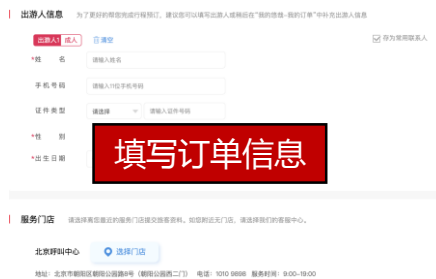 出游人信息 为了更好的帮您完成行程预订，建议您可以填写出游人或稍后在“我的途牛-我的订单”中补充出游人信息
出游人1 成人 清空 存为常用联系人
*姓 名 请输入姓名
手机号码 请输入11位手机号码
证件类型 请选择 请输入证件号码
*性 别
*出生日期
填写订单信息
服务门店 请选择离您最近的服务门店提交旅客资料。如您附近无门店，请选择我们的客服中心。
北京呼叫中心 选择门店
地址：北京市朝阳区朝阳公园路8号（朝阳公园西二门） 电话：1010 9898 服务时间：9:00-19:00